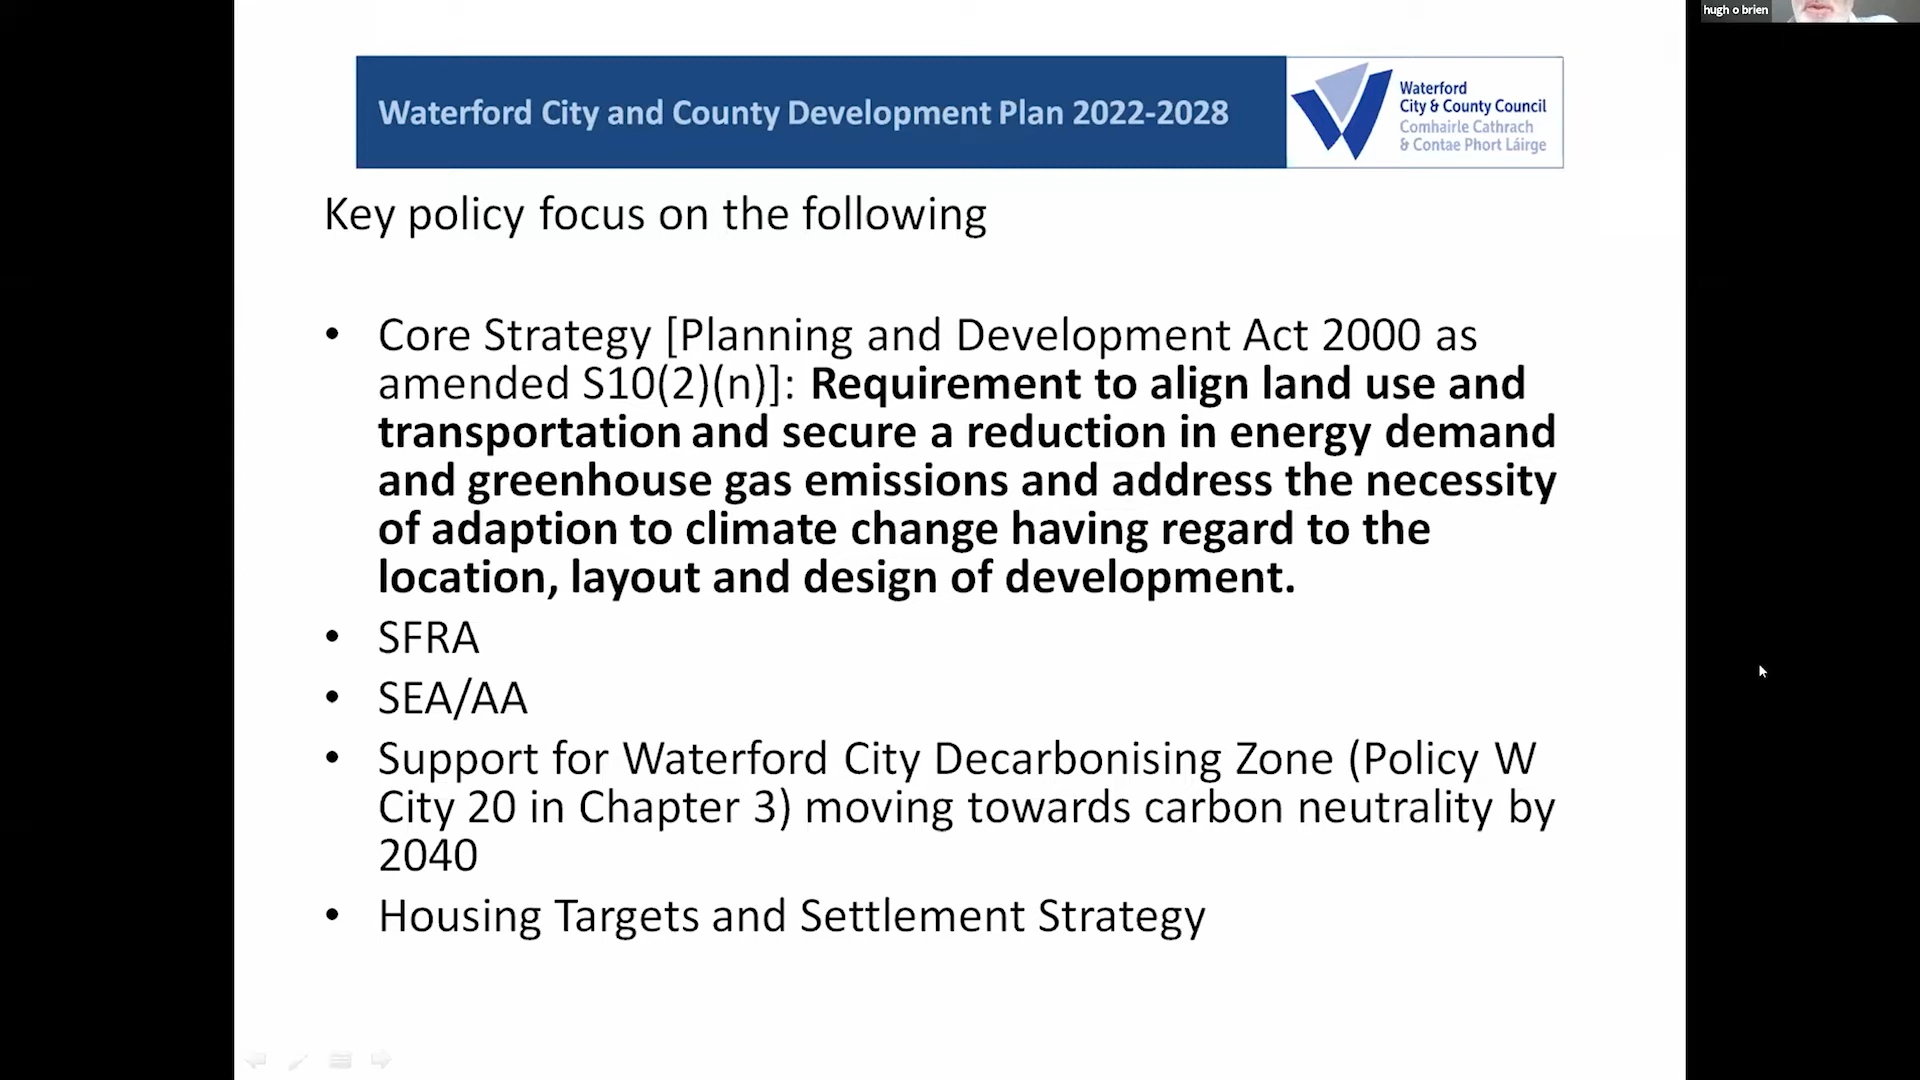 hugh o brien
Waterford City and County Development Plan 2022-2028
Waterford
City & County Council
Comhairle Cathrach
& Contae Phort Láirge
Key policy focus on the following
• Core Strategy [Planning and Development Act 2000 as
amended S10(2)(n)]: Requirement to align land use and
transportation and secure a reduction in energy demand
and greenhouse gas emissions and address the necessity
of adaption to climate change having regard to the
location, layout and design of development.
• SFRA
• SEA/AA
• Support for Waterford City Decarbonising Zone (Policy W
City 20 in Chapter 3) moving towards carbon neutrality by
2040
• Housing Targets and Settlement Strategy